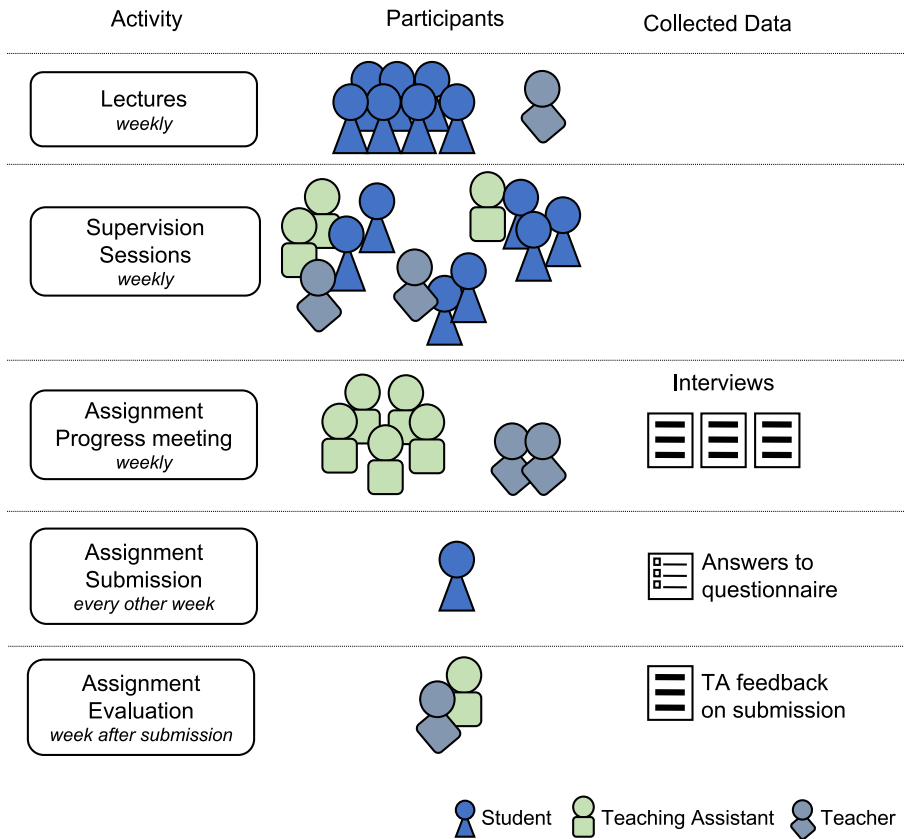 Activity
Participants
Collected Data
Lectures
weekly
Supervision
Sessions
weekly
Assignment
Progress meeting
weekly
Interviews
Assignment
Submission
every other week
Answers to
questionnaire
Assignment
Evaluation
week after submission
TA feedback
on submission
Student
Teaching Assistant
Teacher